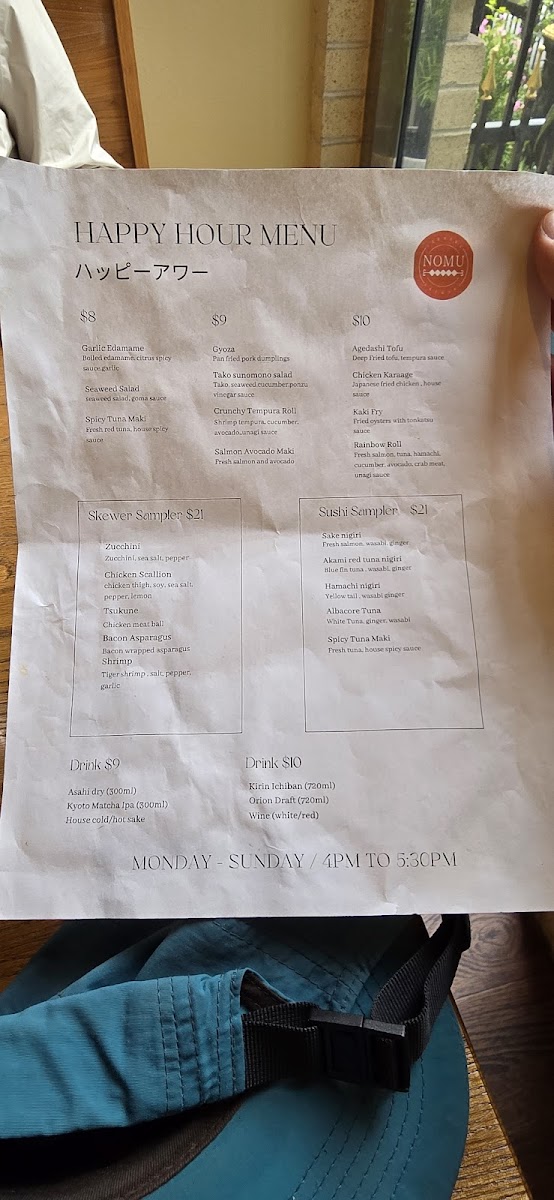 HAPPY HOUR MENU
ハッピーアワー
NOMU
$8
Garlic Edamame
Boiled edamame, citrus spicy
sauce, garlic
Seaweed Salad
seaweed salad, goma sauce
Spicy Tuna Maki
Fresh red tuna, house spicy
sauce
$9
Gyoza
Pan fried pork dumplings
Tako sunomono salad
Tako, seaweed,cucumber,ponzu
vinegar sauce
Crunchy Tempura Roll
Shrimp tempura, cucumber,
avocado,,unagi sauce
Salmon Avocado Maki
Fresh salmon and avocado
$10
Agedashi Tofu
Deep Fried tofu, tempura sauce
Chicken Karaage
Japanese fried chicken , house
sauce
Kaki Fry
Fried oysters with tonkatsu
sauce
Rainbow Roll
Fresh salmon, tuna, hamachi,
cucumber, avocado, crab meat,
unagi sauce
Skewer Sampler $21
Zucchini
Zucchini, sea salt, pepper
Chicken Scallion
chicken thigh, soy, sea salt,
pepper, lemon
Tsukune
Chicken meat ball
Bacon Asparagus
Bacon wrapped asparagus
Shrimp
Tiger shrimp , salt, pepper,
garlic
Sushi Sampler $21
Sake nigiri
Fresh salmon, wasabi, ginger
Akami red tuna nigiri
Blue fin tuna , wasabi, ginger
Hamachi nigiri
Yellow tail , wasabi ginger
Albacore Tuna
White Tuna, ginger, wasabi
Spicy Tuna Maki
Fresh tuna, house spicy sauce
Drink $9
Asahi dry (300ml)
Kyoto Matcha Ipa (300ml)
House cold/hot sake
Drink $10
Kirin Ichiban (720ml)
Orion Draft (720ml)
Wine (white/red)
MONDAY - SUNDAY / 4PM TO 5:30PM